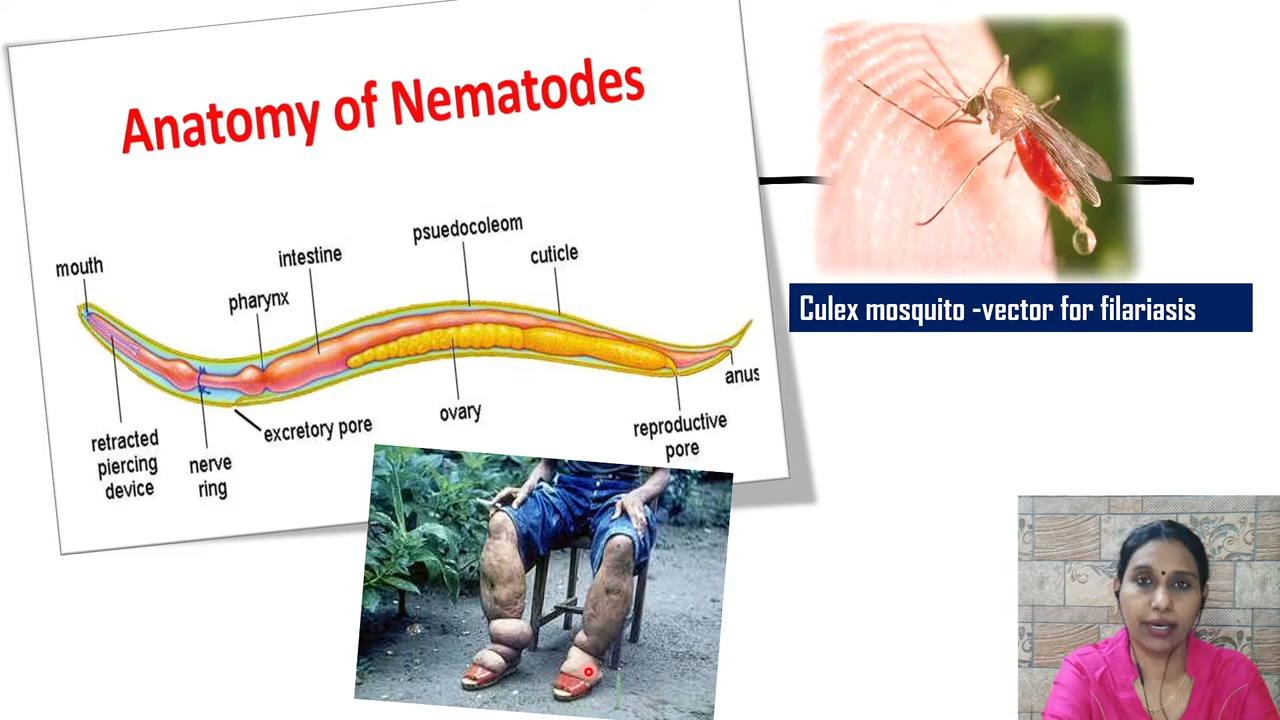 Anatomy of Nematodes
psuedocoleom
intestine
cuticle
mouth
pharynx
anus
ovary
reproductive
pore
excretory pore
retracted
piercing
device
nerve
ring
Culex mosquito -vector for filariasis